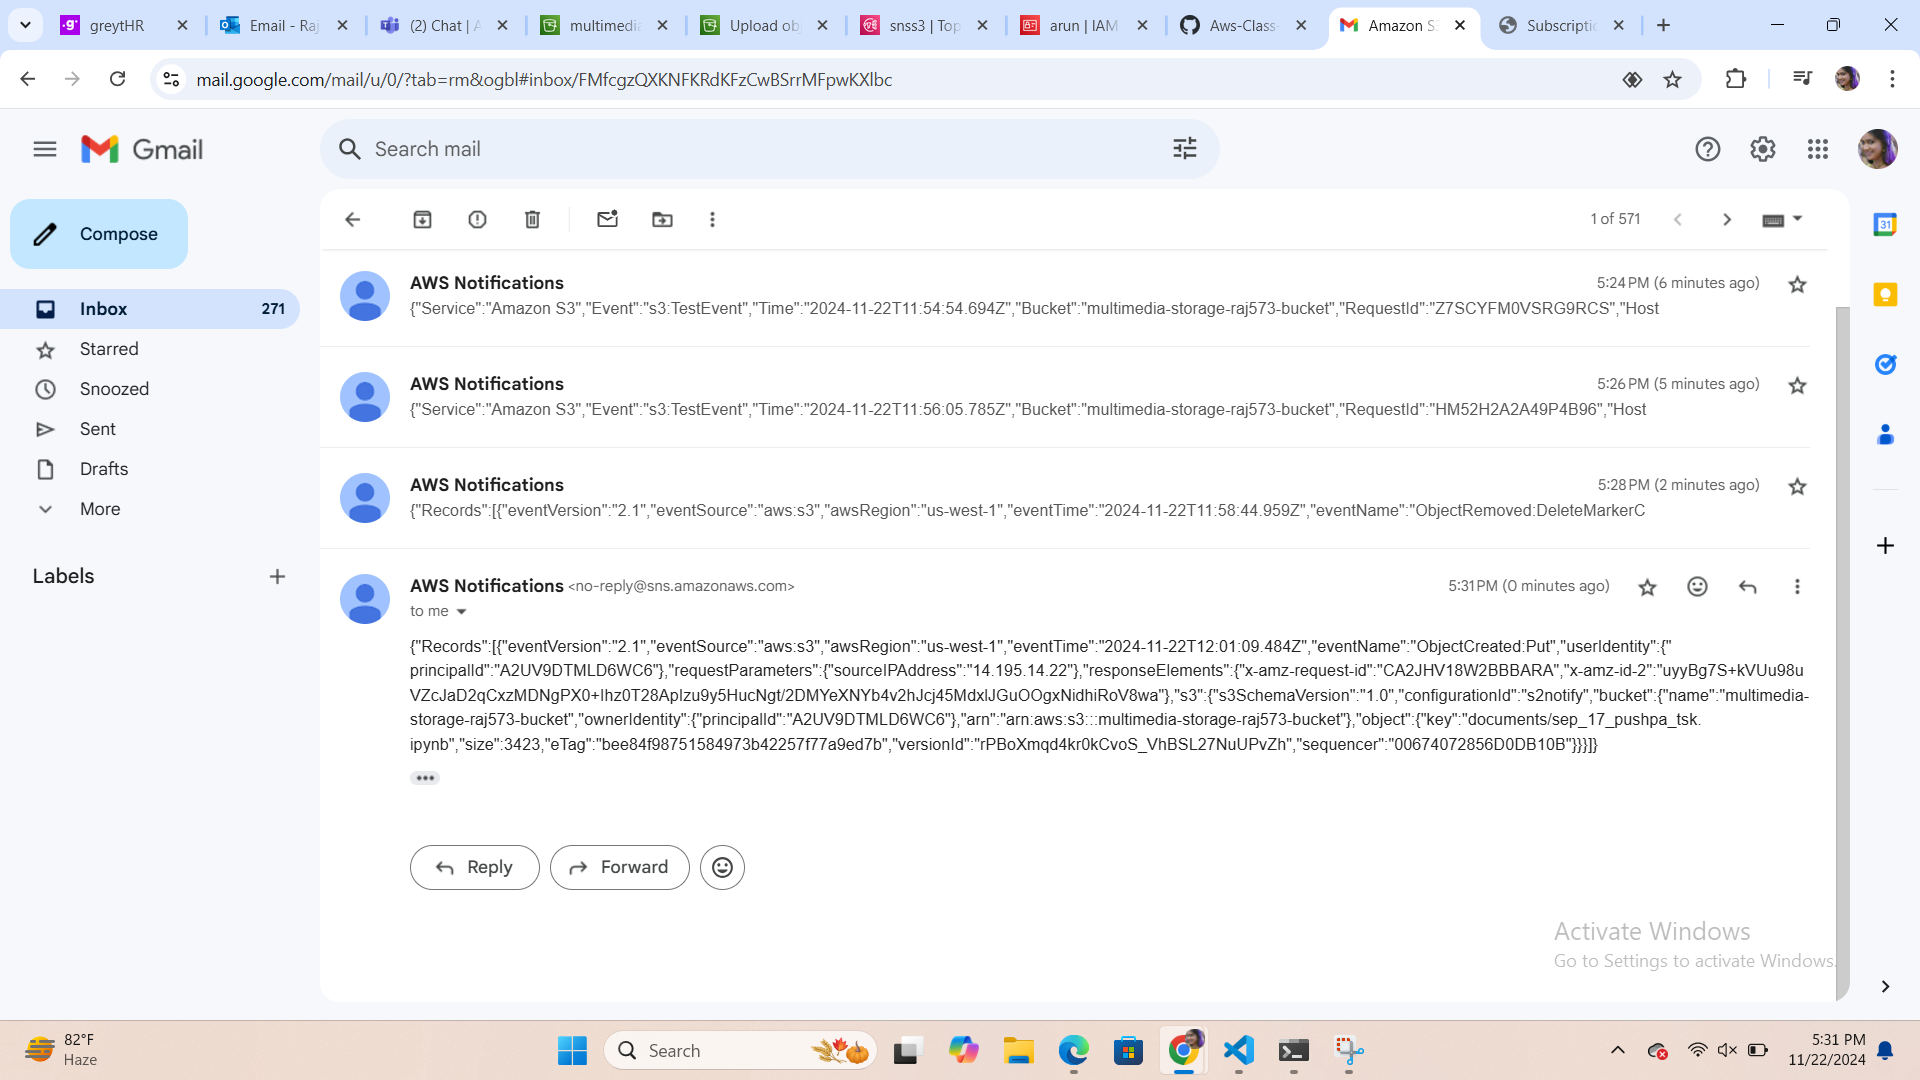 greytHR
Email - Raj
(2) Chat | A
multimedia
Upload ob
snss3 | Top
arun | IAM
Aws-Class-
Amazon S3
Subscriptio
mail.google.com/mail/u/0/?tab=rm&ogbl#inbox/FMfcgzQXKNFKRdKFzCwBSrrMFpwKXlbc
Gmail
Search mail
Compose
1 of 571
Inbox 271
Starred
Snoozed
Sent
Drafts
More
Labels
AWS Notifications
5:24 PM (6 minutes ago)
{"Service":"Amazon S3","Event":"s3:TestEvent","Time":"2024-11-22T11:54:54.694Z","Bucket":"multimedia-storage-raj573-bucket","RequestId":"Z7SCYFM0VSRG9RCS","Host
AWS Notifications
5:26 PM (5 minutes ago)
{"Service":"Amazon S3","Event":"s3:TestEvent","Time":"2024-11-22T11:56:05.785Z","Bucket":"multimedia-storage-raj573-bucket","RequestId":"HM52H2A2A49P4B96","Host
AWS Notifications
5:28 PM (2 minutes ago)
{"Records":[{"eventVersion":"2.1","eventSource":"aws:s3","awsRegion":"us-west-1","eventTime":"2024-11-22T11:58:44.959Z","eventName":"ObjectRemoved:DeleteMarkerC
AWS Notifications <no-reply@sns.amazonaws.com>
5:31 PM (0 minutes ago)
to me
{"Records":[{"eventVersion":"2.1","eventSource":"aws:s3","awsRegion":"us-west-1","eventTime":"2024-11-22T12:01:09.484Z","eventName":"ObjectCreated:Put","userIdentity":{"
principalId":"A2UV9DTMLD6WC6"},"requestParameters":{"sourceIPAddress":"14.195.14.22"},"responseElements":{"x-amz-request-id":"CA2JHV18W2BBBARA","x-amz-id-2":"uyyBg7S+kVUu98u
VZcJaD2qCxzMDNgPX0+Ihz0T28Aplzu9y5HucNgf/2DMYeXNYb4v2hJcj45MdxlJGuOOgxNidhiRoV8wa"},"s3":{"s3SchemaVersion":"1.0","configurationId":"s2notify","bucket":{"name":"multimedia-
storage-raj573-bucket","ownerIdentity":{"principalId":"A2UV9DTMLD6WC6"},"arn":"arn:aws:s3:::multimedia-storage-raj573-bucket"},"object":{"key":"documents/sep_17_pushpa_tsk.
ipynb","size":3423,"eTag":"bee84f98751584973b42257f77a9ed7b","versionId":"rPBoXmqd4kr0kCvoS_VhBSL27NuUPvZh","sequencer":"00674072856D0DB10B"}}}]}
Reply
Forward
Activate Windows
Go to Settings to activate Windows.
82°F
Haze
Search
5:31 PM
11/22/2024